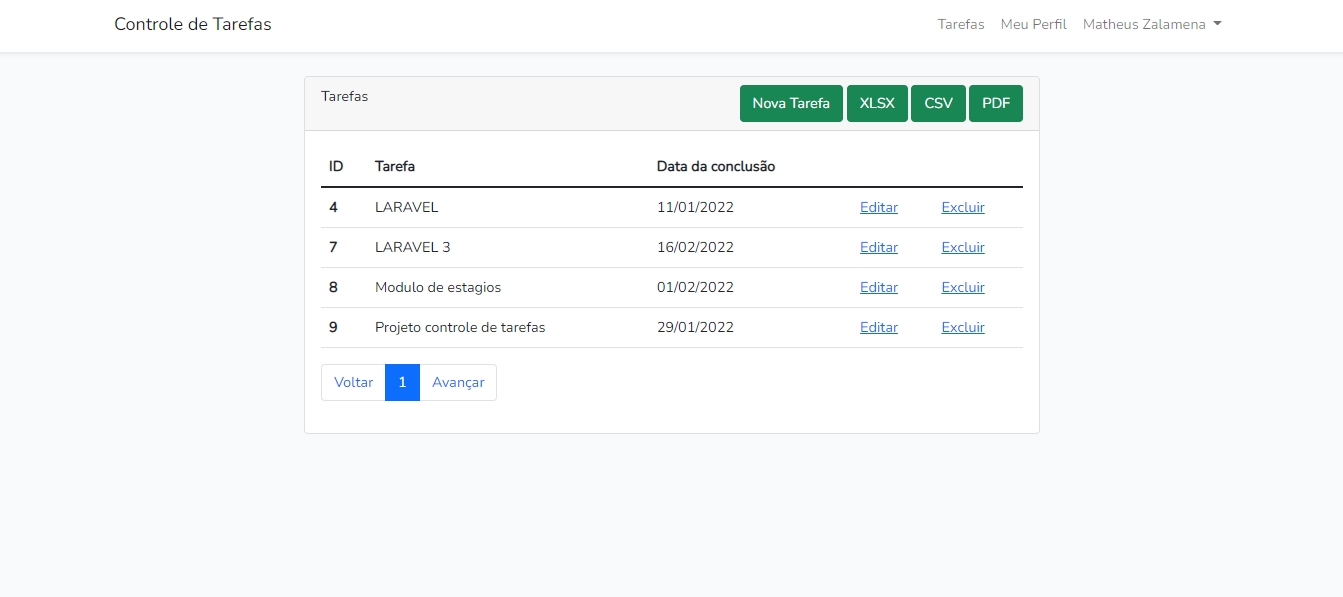 Controle de Tarefas Tarefas Meu Perfil Matheus Zalamena
Tarefas Nova Tarefa XLSX CSV PDF
ID Tarefa Data da conclusão
4 LARAVEL 11/01/2022 Editar Excluir
7 LARAVEL 3 16/02/2022 Editar Excluir
8 Modulo de estagios 01/02/2022 Editar Excluir
9 Projeto controle de tarefas 29/01/2022 Editar Excluir
Voltar 1 Avançar